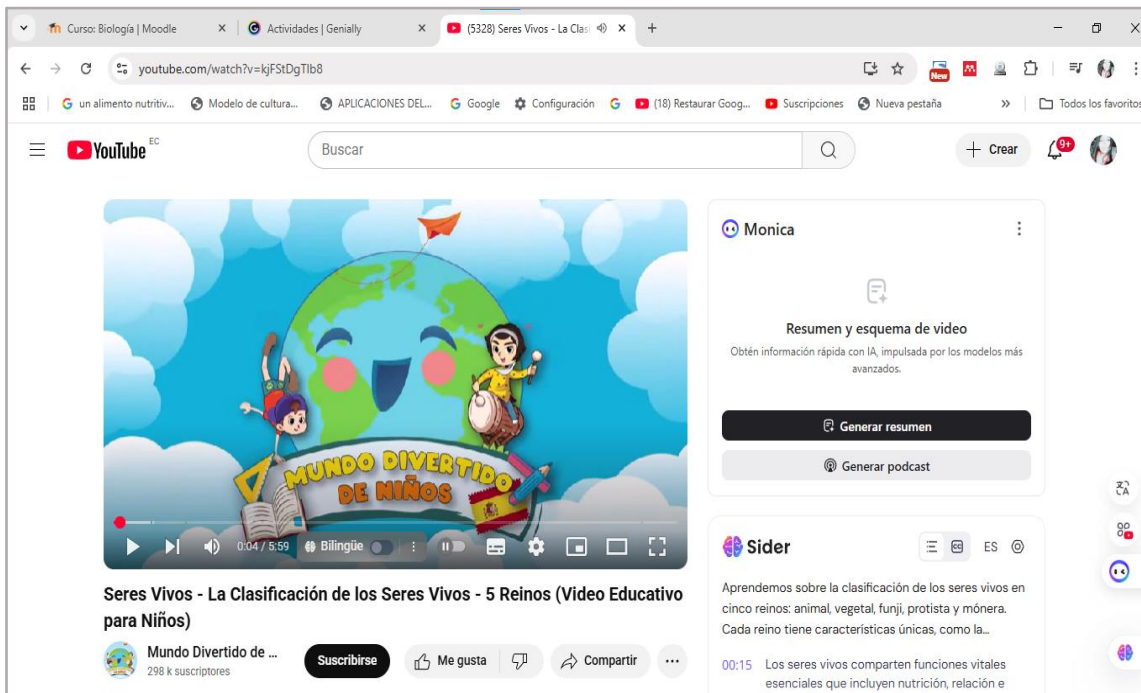 Curso: Biología | Moodle
Actividades | Genially
(5328) Seres Vivos - La Clasi
youtube.com/watch?v=kjFStDgTIb8
New
un alimento nutritiv...
Modelo de cultura...
APLICACIONES DEL...
Google
Configuración
(18) Restaurar Goog...
Suscripciones
Nueva pestaña
Todos los favoritos
YouTube EC
Buscar
Crear
9+
MUNDO DIVERTIDO
DE NIÑOS
0:04 / 5:59
Bilingüe
Seres Vivos - La Clasificación de los Seres Vivos - 5 Reinos (Video Educativo
para Niños)
Mundo Divertido de ...
298 k suscriptores
Suscribirse
Me gusta
Compartir
Monica
Resumen y esquema de video
Obtén información rápida con IA, impulsada por los modelos más
avanzados.
Generar resumen
Generar podcast
Sider
ES
Aprendemos sobre la clasificación de los seres vivos en
cinco reinos: animal, vegetal, funji, protista y mónera.
Cada reino tiene características únicas, como la...
00:15 Los seres vivos comparten funciones vitales
esenciales que incluyen nutrición, relación e